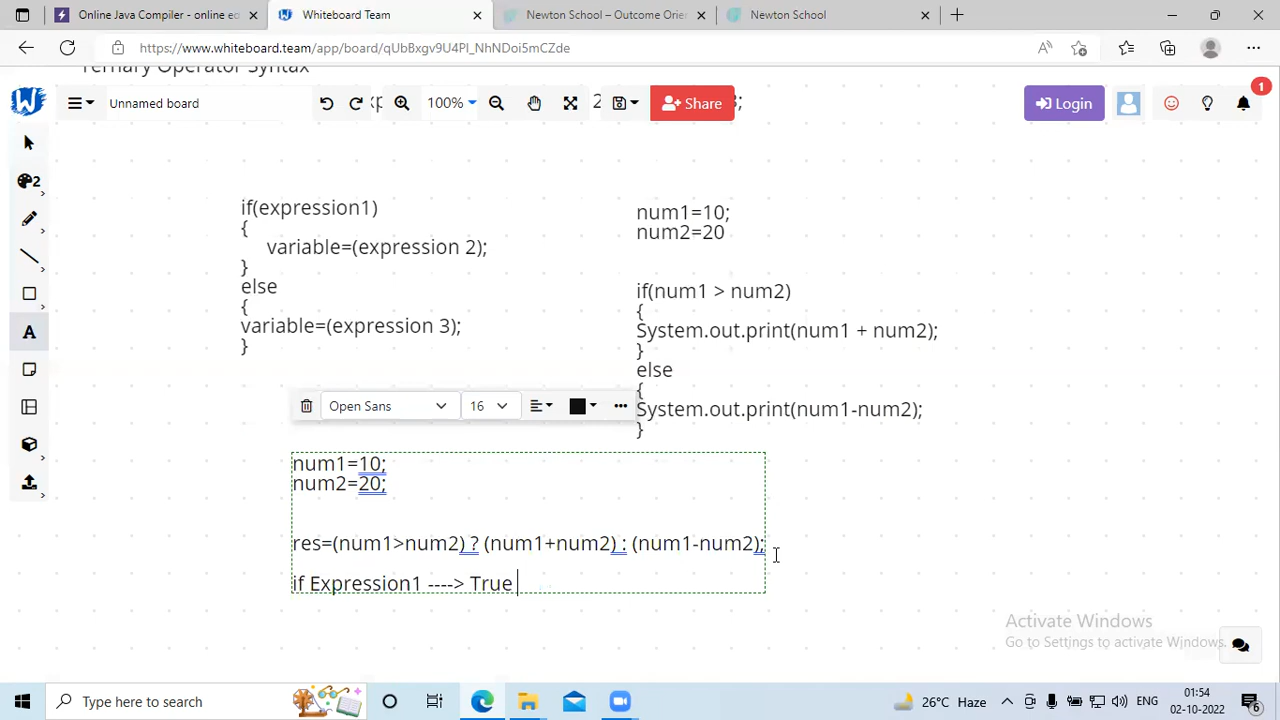 Online Java Compiler - online ed
Whiteboard Team
Newton School – Outcome Orie
Newton School
https://www.whiteboard.team/app/board/qUbBxgv9U4Pl_NhNDoi5mCZde
Ternary Operator Syntax
Unnamed board
100%
Share
Login
1
2
if(expression1)
{
variable=(expression 2);
}
else
{
variable=(expression 3);
}
num1=10;
num2=20
if(num1 > num2)
{
System.out.print(num1 + num2);
}
else
{
System.out.print(num1-num2);
}
Open Sans
16
A
num1=10;
num2=20;
res=(num1>num2) ? (num1+num2) : (num1-num2);
if Expression1 ----> True
Activate Windows
Go to Settings to activate Windows.
Type here to search
26°C Haze
ENG
01:54
02-10-2022
6